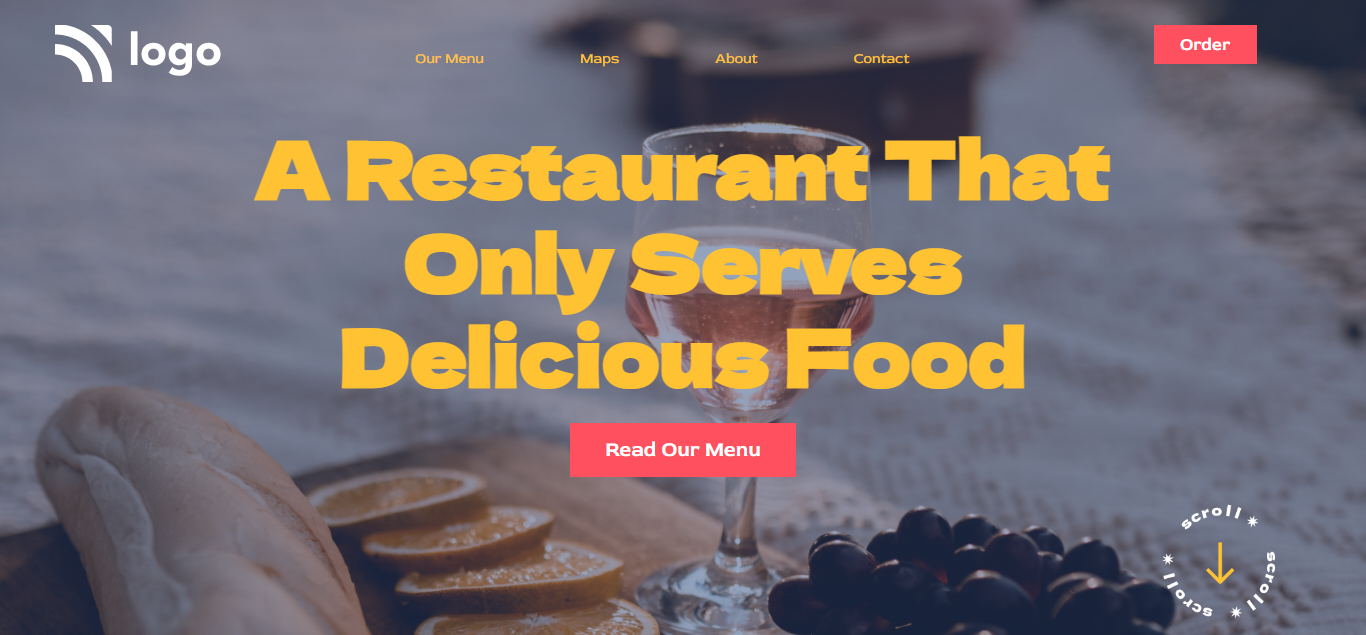 logo
Our Menu Maps About Contact
Order
A Restaurant That
Only Serves
Delicious Food
Read Our Menu
scroll ✷ scroll ✷ scroll ✷